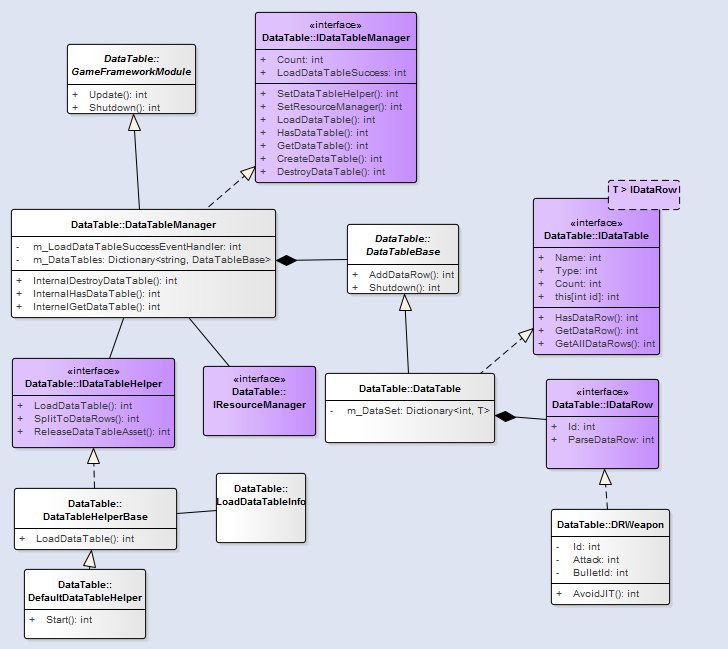 DataTable::
GameFrameworkModule
+ Update(): int
+ Shutdown(): int
«interface»
DataTable::IDataTableManager
+ Count: int
+ LoadDataTableSuccess: int
+ SetDataTableHelper(): int
+ SetResourceManager(): int
+ LoadDataTable(): int
+ HasDataTable(): int
+ GetDataTable(): int
+ CreateDataTable(): int
+ DestroyDataTable(): int
T > IDataRow
«interface»
DataTable::IDataTable
+ Name: int
+ Type: int
+ Count: int
+ this[int id]: int
+ HasDataRow(): int
+ GetDataRow(): int
+ GetAllDataRows(): int
DataTable::DataTableManager
- m_LoadDataTableSuccessEventHandler: int
- m_DataTables: Dictionary<string, DataTableBase>
+ InternalDestroyDataTable(): int
+ InternalHasDataTable(): int
+ InternelGetDataTable(): int
DataTable::
DataTableBase
+ AddDataRow(): int
+ Shutdown(): int
«interface»
DataTable::IDataTableHelper
+ LoadDataTable(): int
+ SplitToDataRows(): int
+ ReleaseDataTableAsset(): int
«interface»
DataTable::
IResourceManager
DataTable::DataTable
- m_DataSet: Dictionary<int, T>
«interface»
DataTable::IDataRow
+ Id: int
+ ParseDataRow: int
DataTable::
DataTableHelperBase
+ LoadDataTable(): int
DataTable::
LoadDataTableInfo
DataTable::DRWeapon
- Id: int
- Attack: int
- BulletId: int
+ AvoidJIT(): int
DataTable::
DefaultDataTableHelper
+ Start(): int